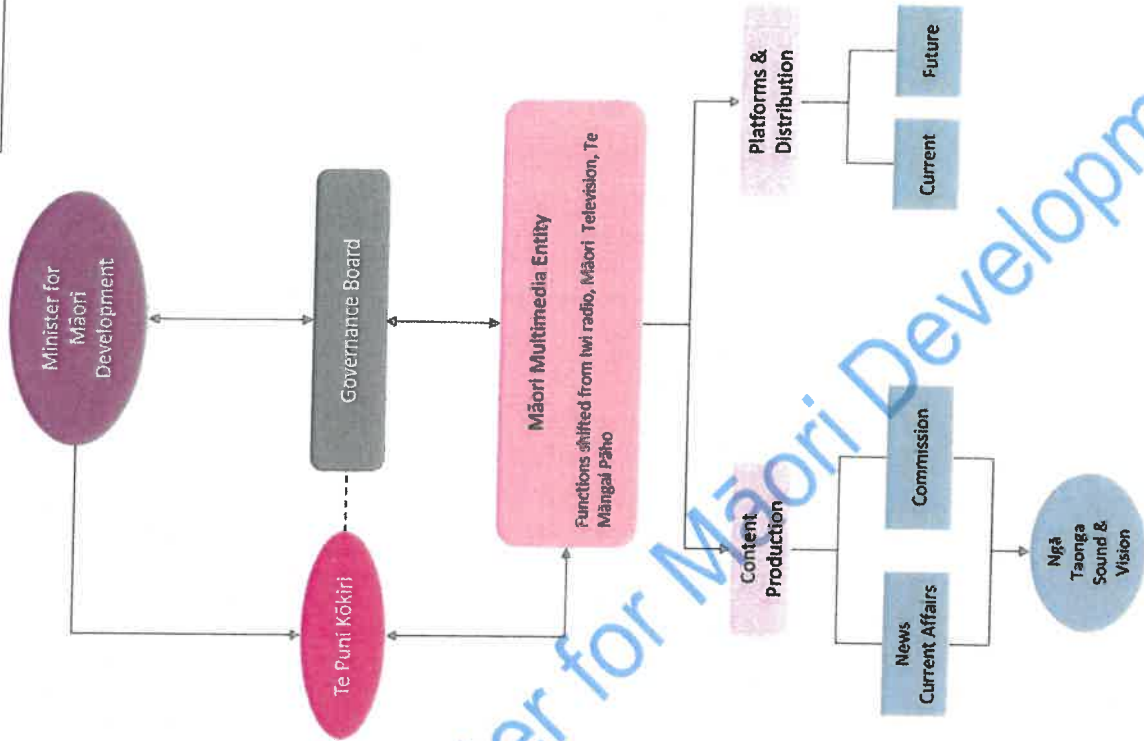 Minister for
Māori
Development
Te Puni Kōkiri
Governance Board
Māori Multimedia Entity
Functions shifted from iwi radio, Māori Television, Te
Māngai Pāho
Content
Production
Platforms &
Distribution
News
Current Affairs
Commission
Current
Future
Ngā
Taonga
Sound &
Vision
for Māori